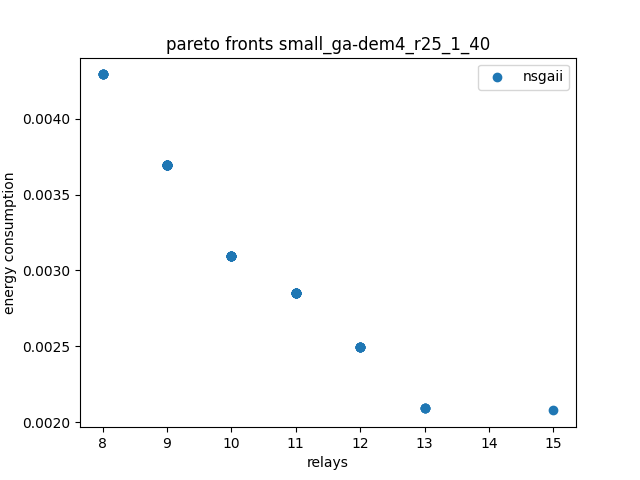 pareto fronts small_ga-dem4_r25_1_40
nsgaii
energy consumption
0.0040
0.0035
0.0030
0.0025
0.0020
8 9 10 11 12 13 14 15
relays